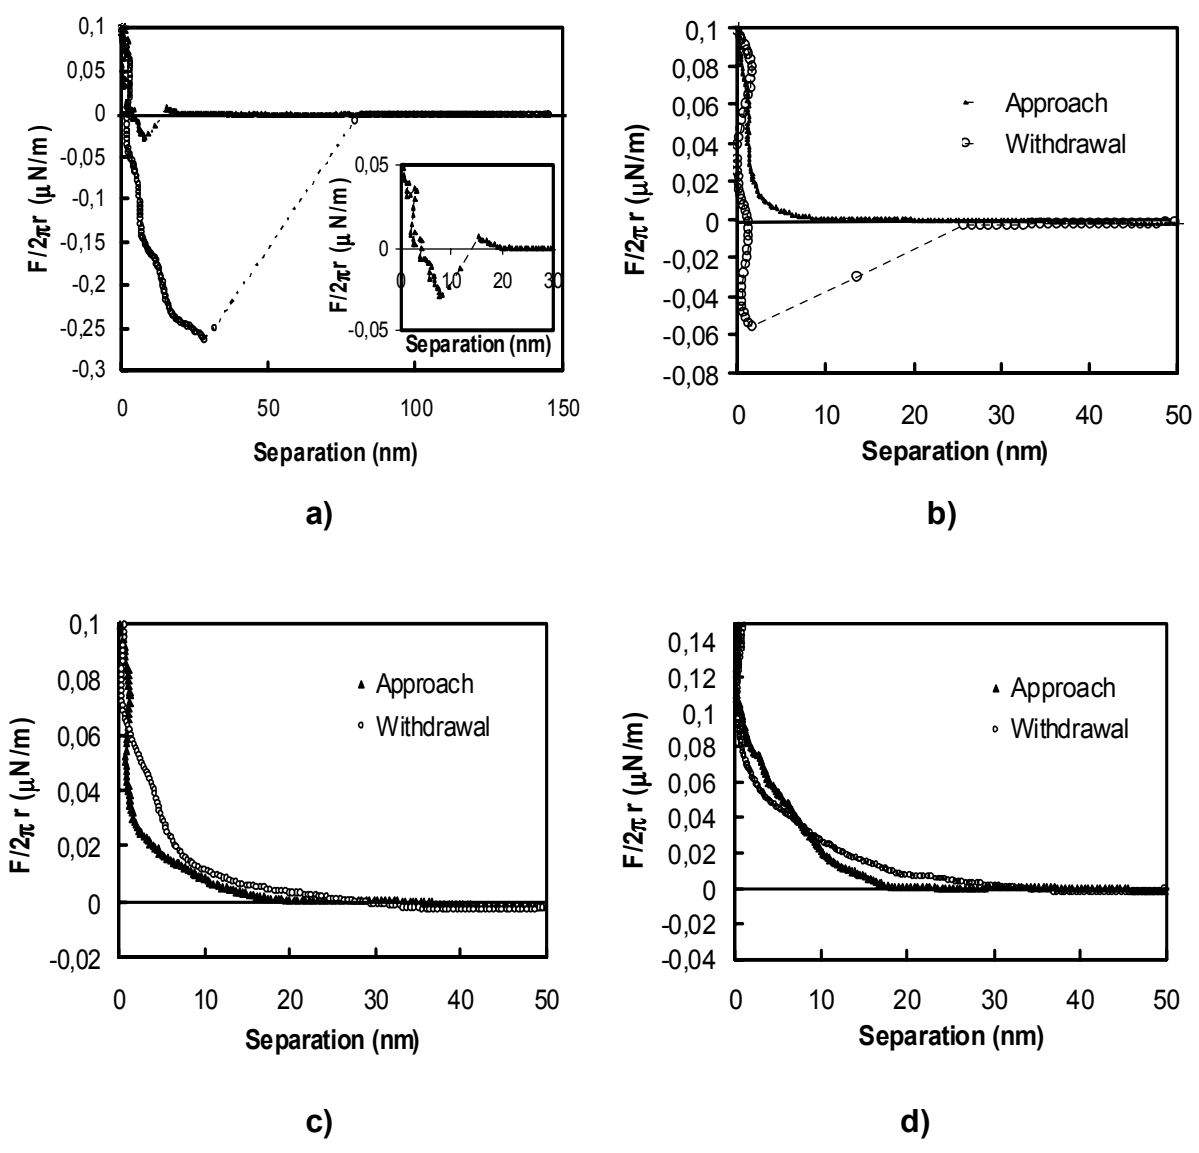 0,1
0,05
0
-0,05
-0,1
-0,15
-0,2
-0,25
-0,3
F/2πr (μN/m)
0 50 100 150
Separation (nm)
0,05
0
-0,05
F/2πr (μN/m)
0 10 20 30
Separation (nm)
a)
0,1
0,08
0,06
0,04
0,02
0
-0,02
-0,04
-0,06
-0,08
F/2πr (μN/m)
Approach
Withdrawal
0 10 20 30 40 50
Separation (nm)
b)
0,1
0,08
0,06
0,04
0,02
0
-0,02
F/2πr (μN/m)
Approach
Withdrawal
0 10 20 30 40 50
Separation (nm)
c)
0,14
0,12
0,1
0,08
0,06
0,04
0,02
0
-0,02
-0,04
F/2πr (μN/m)
Approach
Withdrawal
0 10 20 30 40 50
Separation (nm)
d)